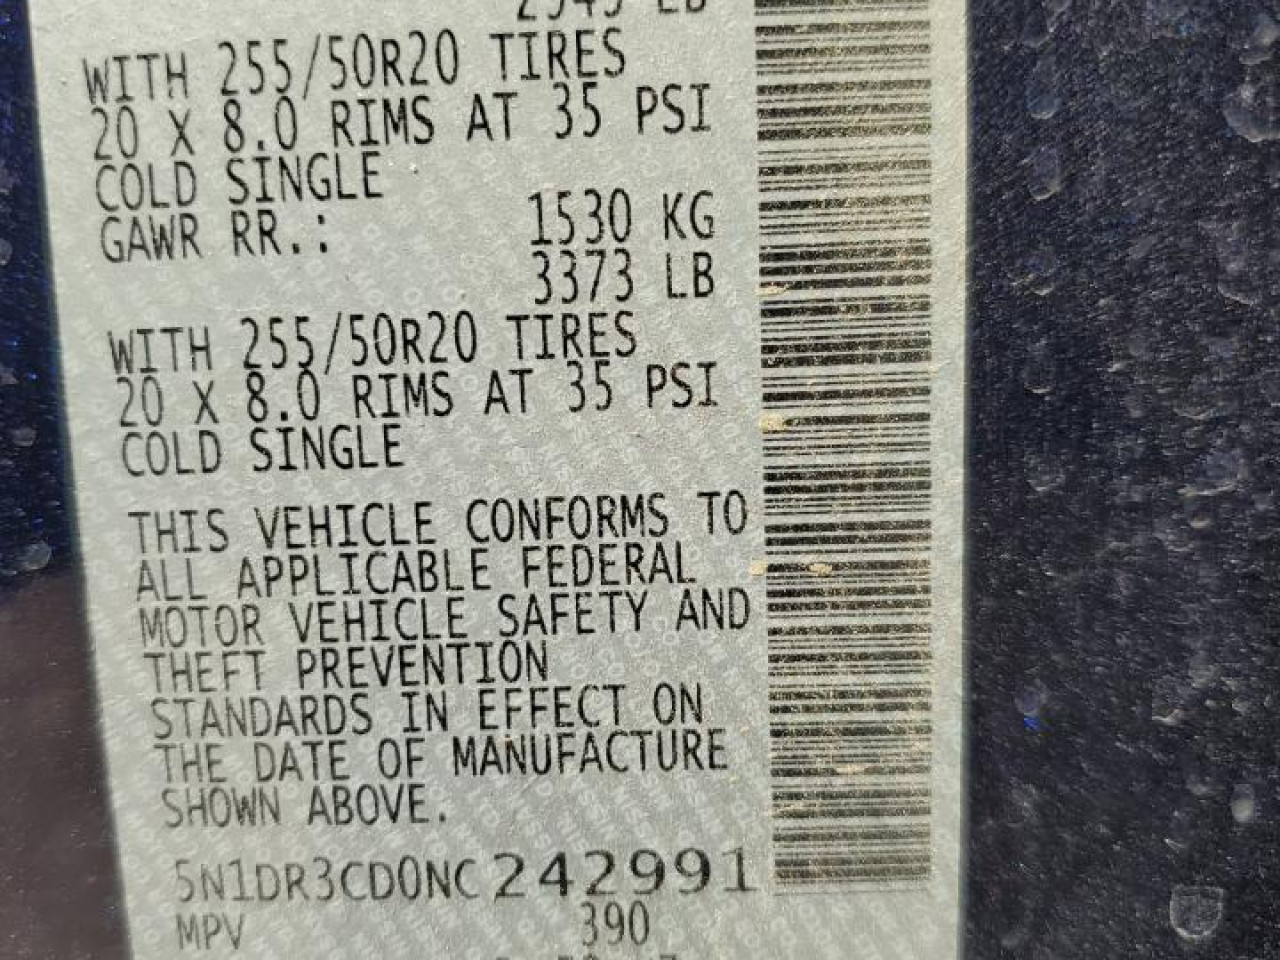 WITH 255/50R20 TIRES
20 X 8.0 RIMS AT 35 PSI
COLD SINGLE
GAWR RR.: 1530 KG
3373 LB
WITH 255/50R20 TIRES
20 X 8.0 RIMS AT 35 PSI
COLD SINGLE
THIS VEHICLE CONFORMS TO
ALL APPLICABLE FEDERAL
MOTOR VEHICLE SAFETY AND
THEFT PREVENTION
STANDARDS IN EFFECT ON
THE DATE OF MANUFACTURE
SHOWN ABOVE.
5N1DR3CD0NC242991
MPV 390